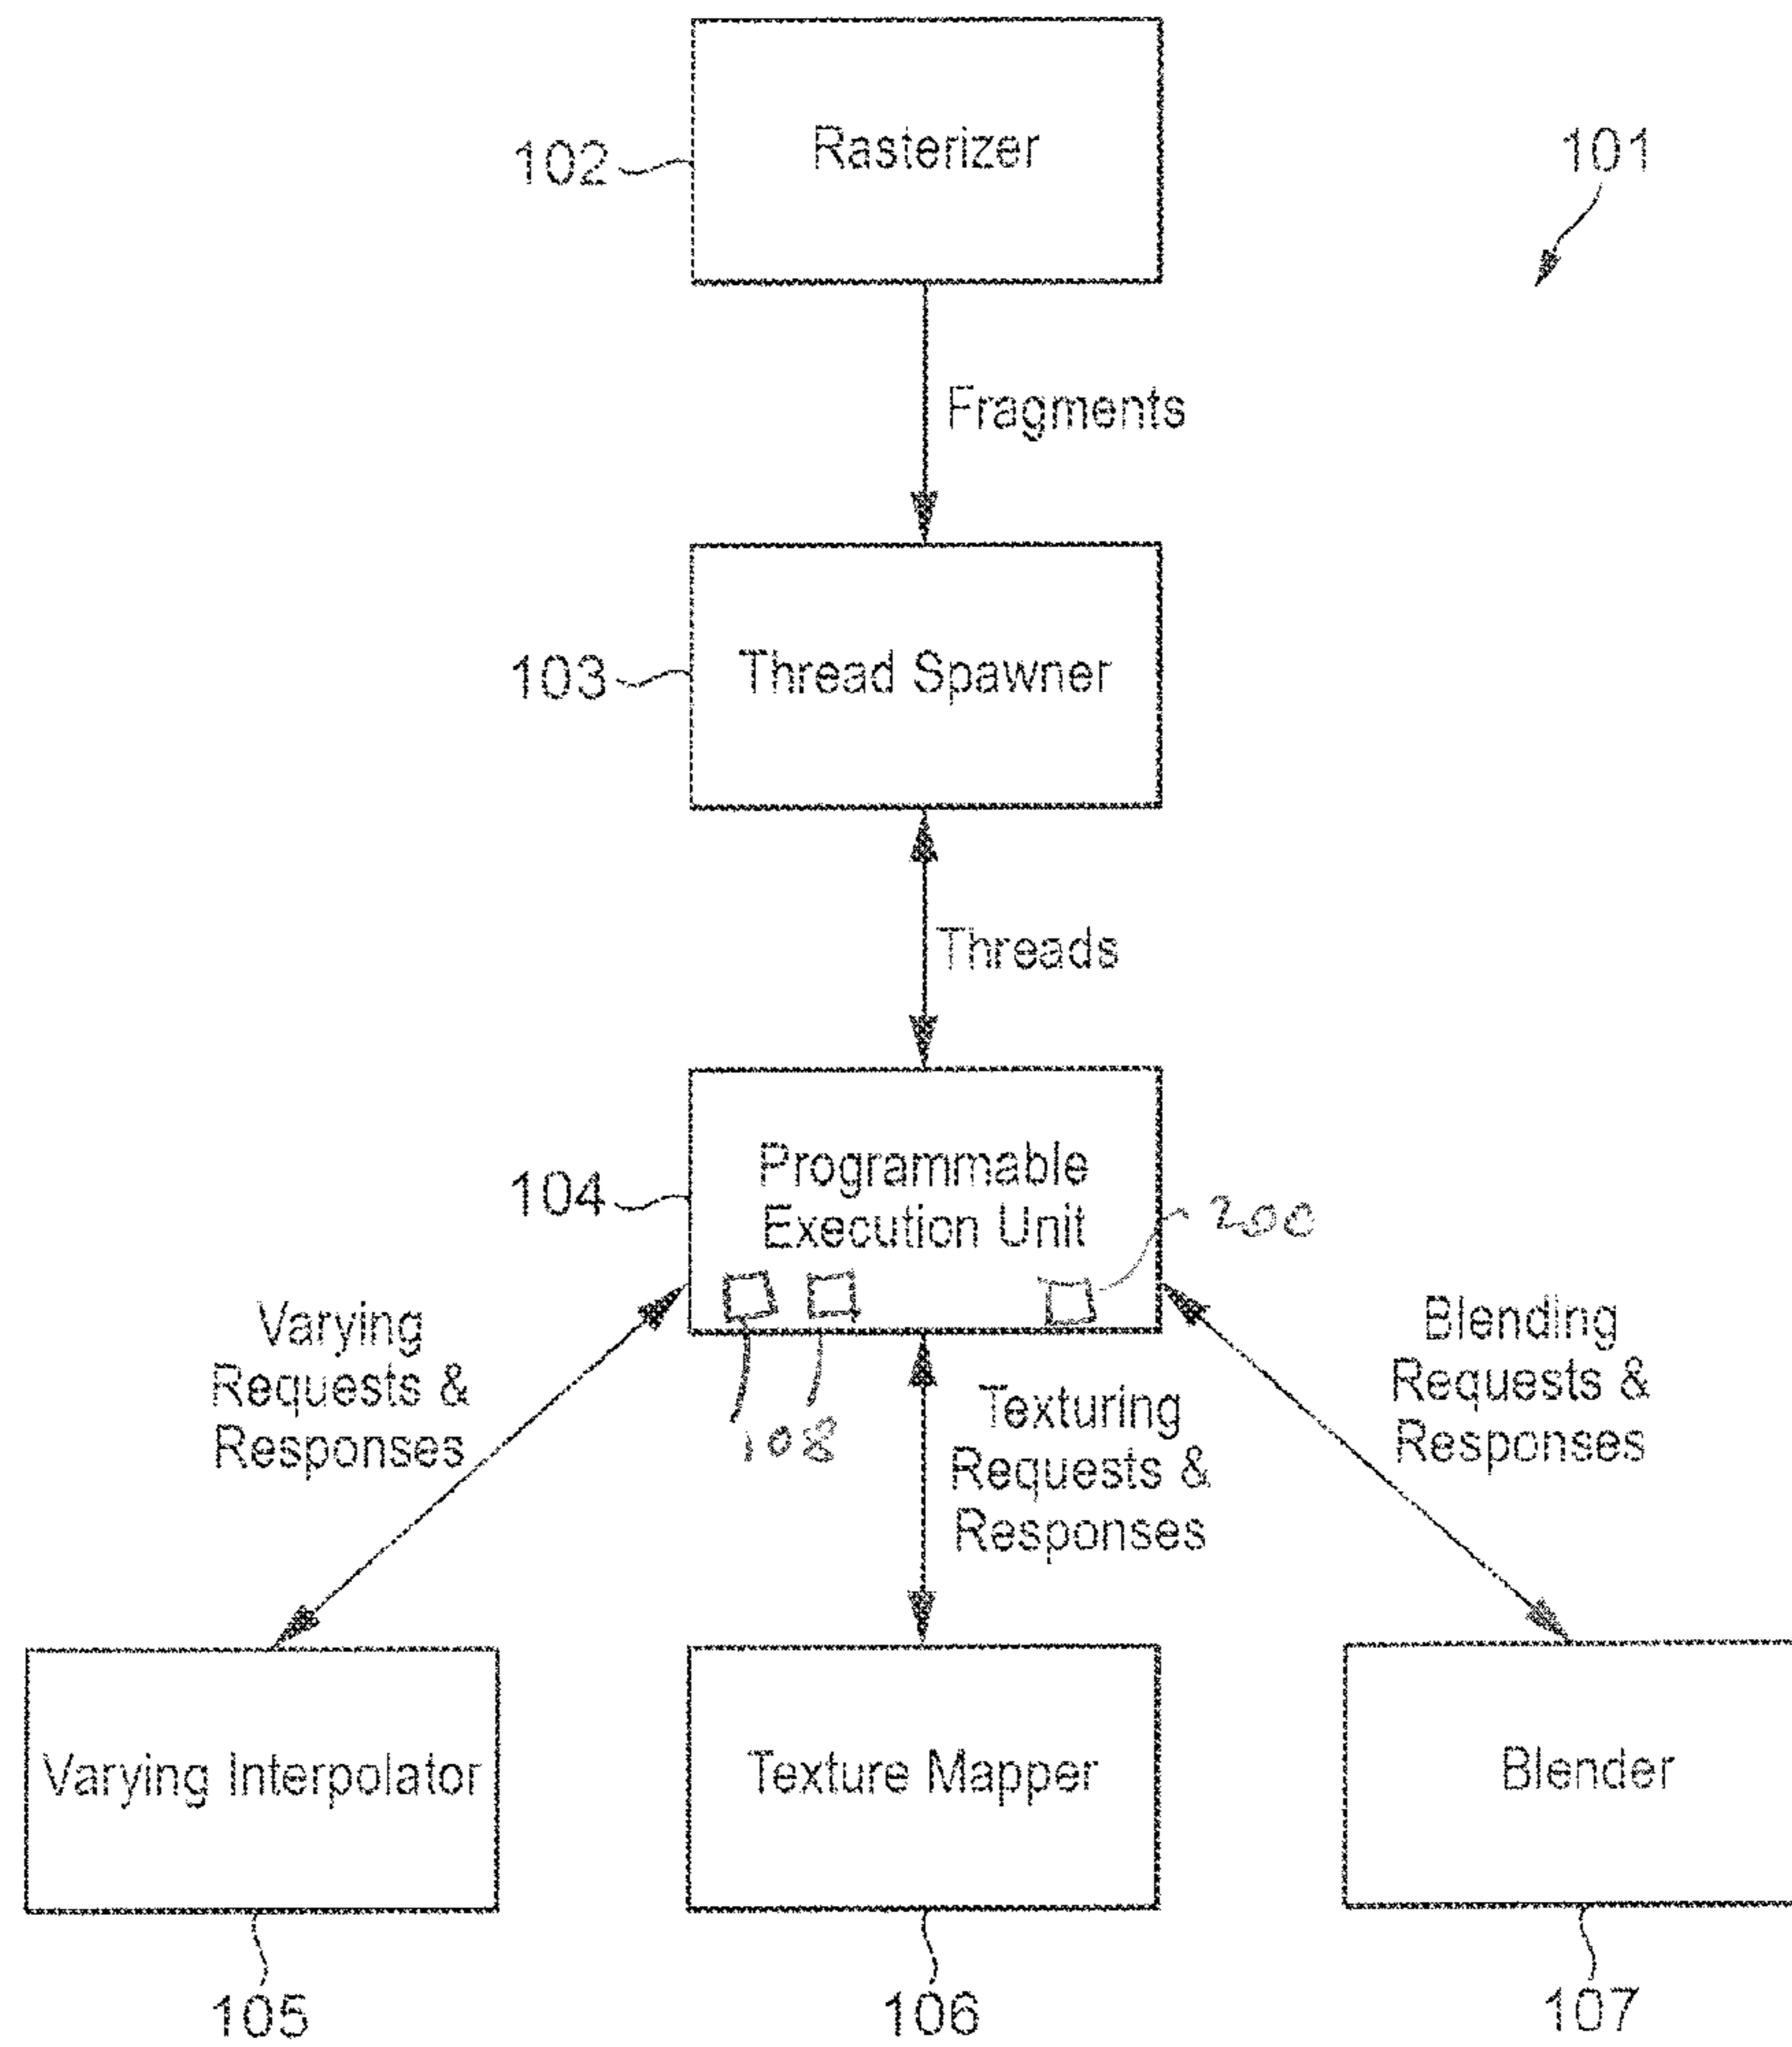 102
Rasterizer
101
Fragments
103
Thread Spawner
Threads
104
Programmable
Execution Unit
200
108
Varying
Requests &
Responses
Texturing
Requests &
Responses
Blending
Requests &
Responses
Varying Interpolator
Texture Mapper
Blender
105
106
107